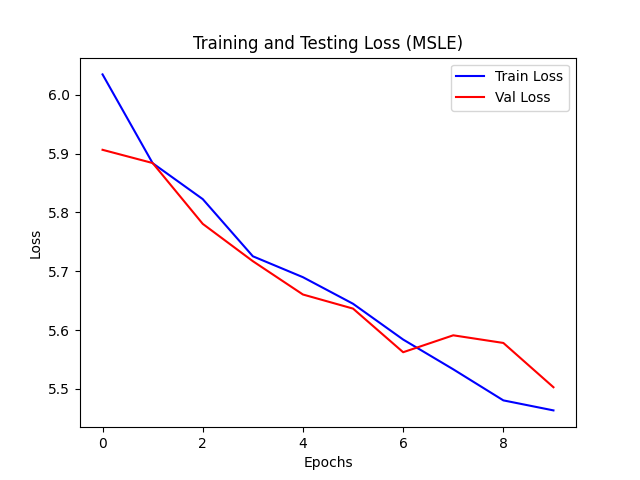 Training and Testing Loss (MSLE)
Train Loss
Val Loss
Loss
6.0
5.9
5.8
5.7
5.6
5.5
0 2 4 6 8
Epochs